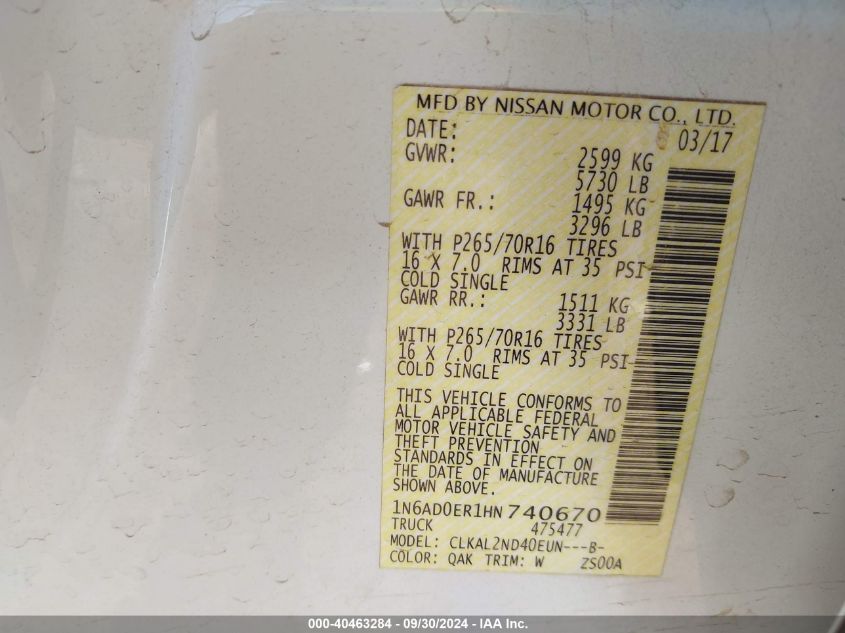 MFD BY NISSAN MOTOR CO., LTD.
DATE: 03/17
GVWR: 2599 KG
5730 LB
GAWR FR.: 1495 KG
3296 LB
WITH P265/70R16 TIRES
16 X 7.0 RIMS AT 35 PSI
COLD SINGLE
GAWR RR.: 1511 KG
3331 LB
WITH P265/70R16 TIRES
16 X 7.0 RIMS AT 35 PSI
COLD SINGLE
THIS VEHICLE CONFORMS TO
ALL APPLICABLE FEDERAL
MOTOR VEHICLE SAFETY AND
THEFT PREVENTION
STANDARDS IN EFFECT ON
THE DATE OF MANUFACTURE
SHOWN ABOVE.
1N6AD0ER1HN740670
TRUCK 475477
MODEL: CLKAL2ND40EUN---B-
COLOR: QAK TRIM: W ZS00A
000-40463284 - 09/30/2024 - IAA Inc.